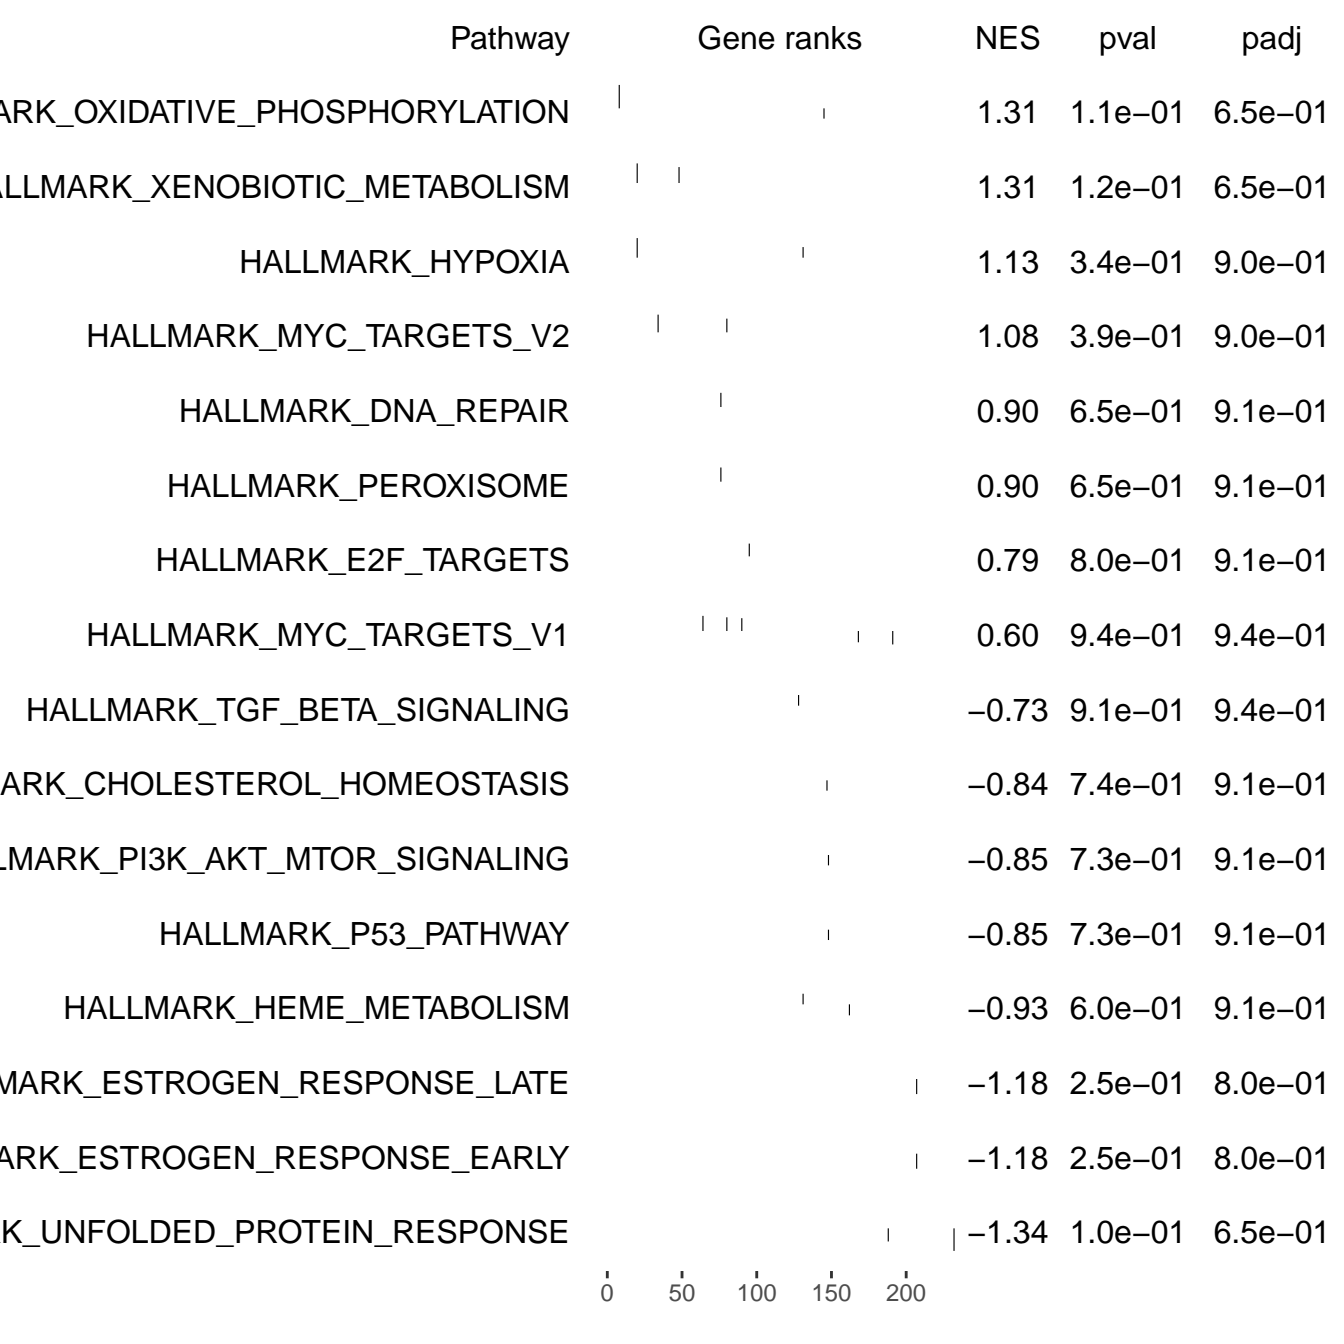 Pathway Gene ranks NES pval padj
ARK_OXIDATIVE_PHOSPHORYLATION 1.31 1.1e−01 6.5e−01
ALLMARK_XENOBIOTIC_METABOLISM 1.31 1.2e−01 6.5e−01
HALLMARK_HYPOXIA 1.13 3.4e−01 9.0e−01
HALLMARK_MYC_TARGETS_V2 1.08 3.9e−01 9.0e−01
HALLMARK_DNA_REPAIR 0.90 6.5e−01 9.1e−01
HALLMARK_PEROXISOME 0.90 6.5e−01 9.1e−01
HALLMARK_E2F_TARGETS 0.79 8.0e−01 9.1e−01
HALLMARK_MYC_TARGETS_V1 0.60 9.4e−01 9.4e−01
HALLMARK_TGF_BETA_SIGNALING −0.73 9.1e−01 9.4e−01
ARK_CHOLESTEROL_HOMEOSTASIS −0.84 7.4e−01 9.1e−01
LMARK_PI3K_AKT_MTOR_SIGNALING −0.85 7.3e−01 9.1e−01
HALLMARK_P53_PATHWAY −0.85 7.3e−01 9.1e−01
HALLMARK_HEME_METABOLISM −0.93 6.0e−01 9.1e−01
MARK_ESTROGEN_RESPONSE_LATE −1.18 2.5e−01 8.0e−01
ARK_ESTROGEN_RESPONSE_EARLY −1.18 2.5e−01 8.0e−01
K_UNFOLDED_PROTEIN_RESPONSE −1.34 1.0e−01 6.5e−01
0 50 100 150 200